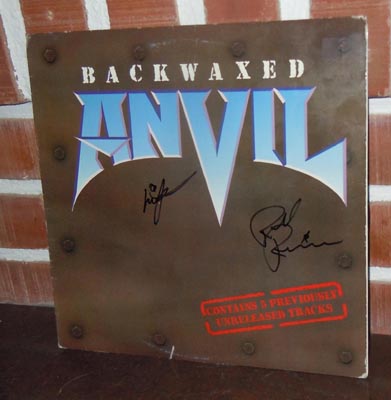 BACKWAXED
ANVIL
CONTAINS 5 PREVIOUSLY
UNRELEASED TRACKS